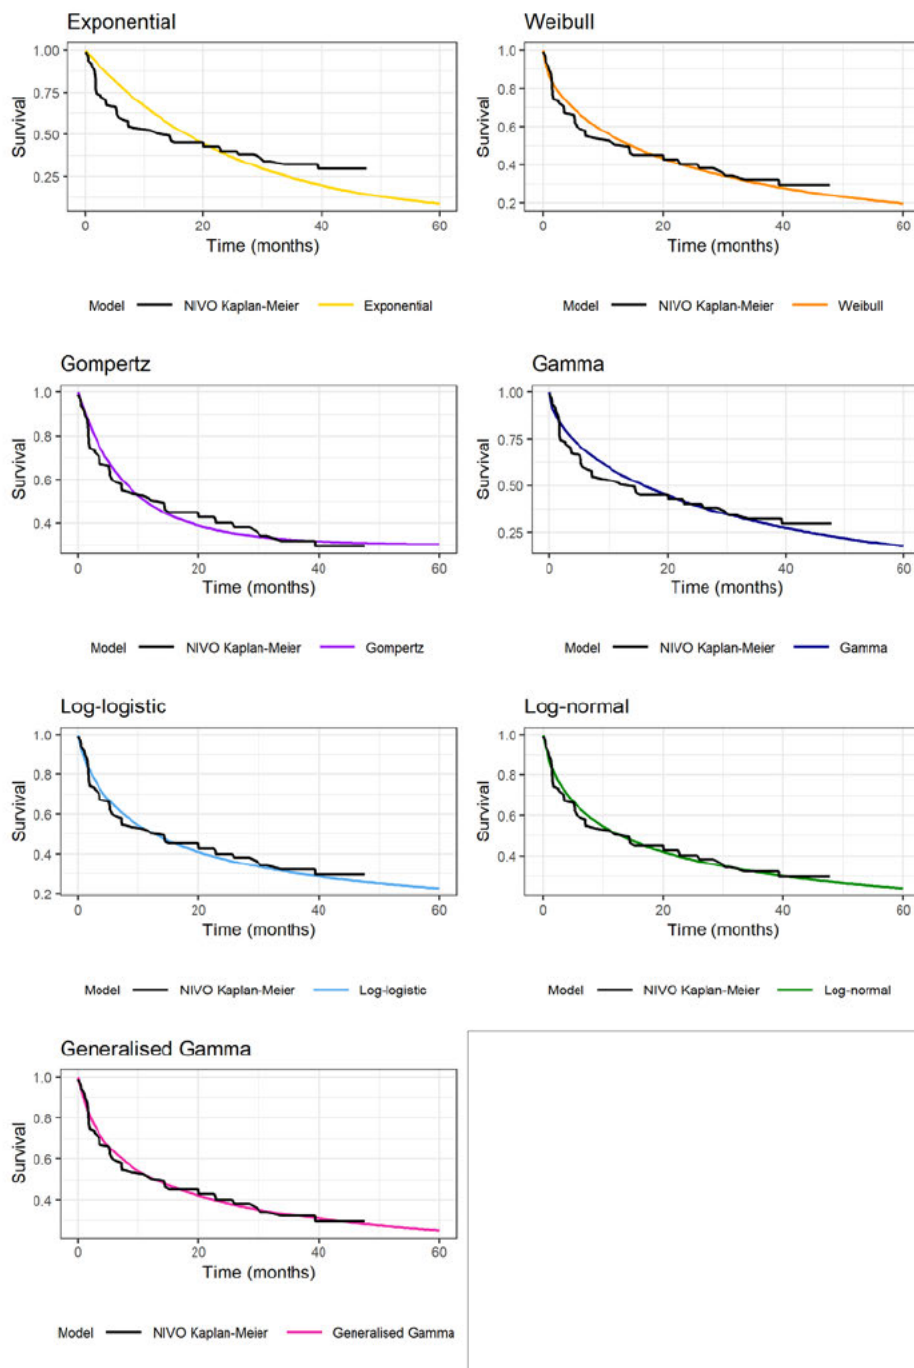 Exponential
1.00
0.75
0.50
0.25
Survival
0 20 40 60
Time (months)
Model NIVO Kaplan-Meier Exponential
Weibull
1.0
0.8
0.6
0.4
0.2
Survival
0 20 40 60
Time (months)
Model NIVO Kaplan-Meier Weibull
Gompertz
1.0
0.8
0.6
0.4
Survival
0 20 40 60
Time (months)
Model NIVO Kaplan-Meier Gompertz
Gamma
1.00
0.75
0.50
0.25
Survival
0 20 40 60
Time (months)
Model NIVO Kaplan-Meier Gamma
Log-logistic
1.0
0.8
0.6
0.4
0.2
Survival
0 20 40 60
Time (months)
Model NIVO Kaplan-Meier Log-logistic
Log-normal
1.0
0.8
0.6
0.4
Survival
0 20 40 60
Time (months)
Model NIVO Kaplan-Meier Log-normal
Generalised Gamma
1.0
0.8
0.6
0.4
Survival
0 20 40 60
Time (months)
Model NIVO Kaplan-Meier Generalised Gamma